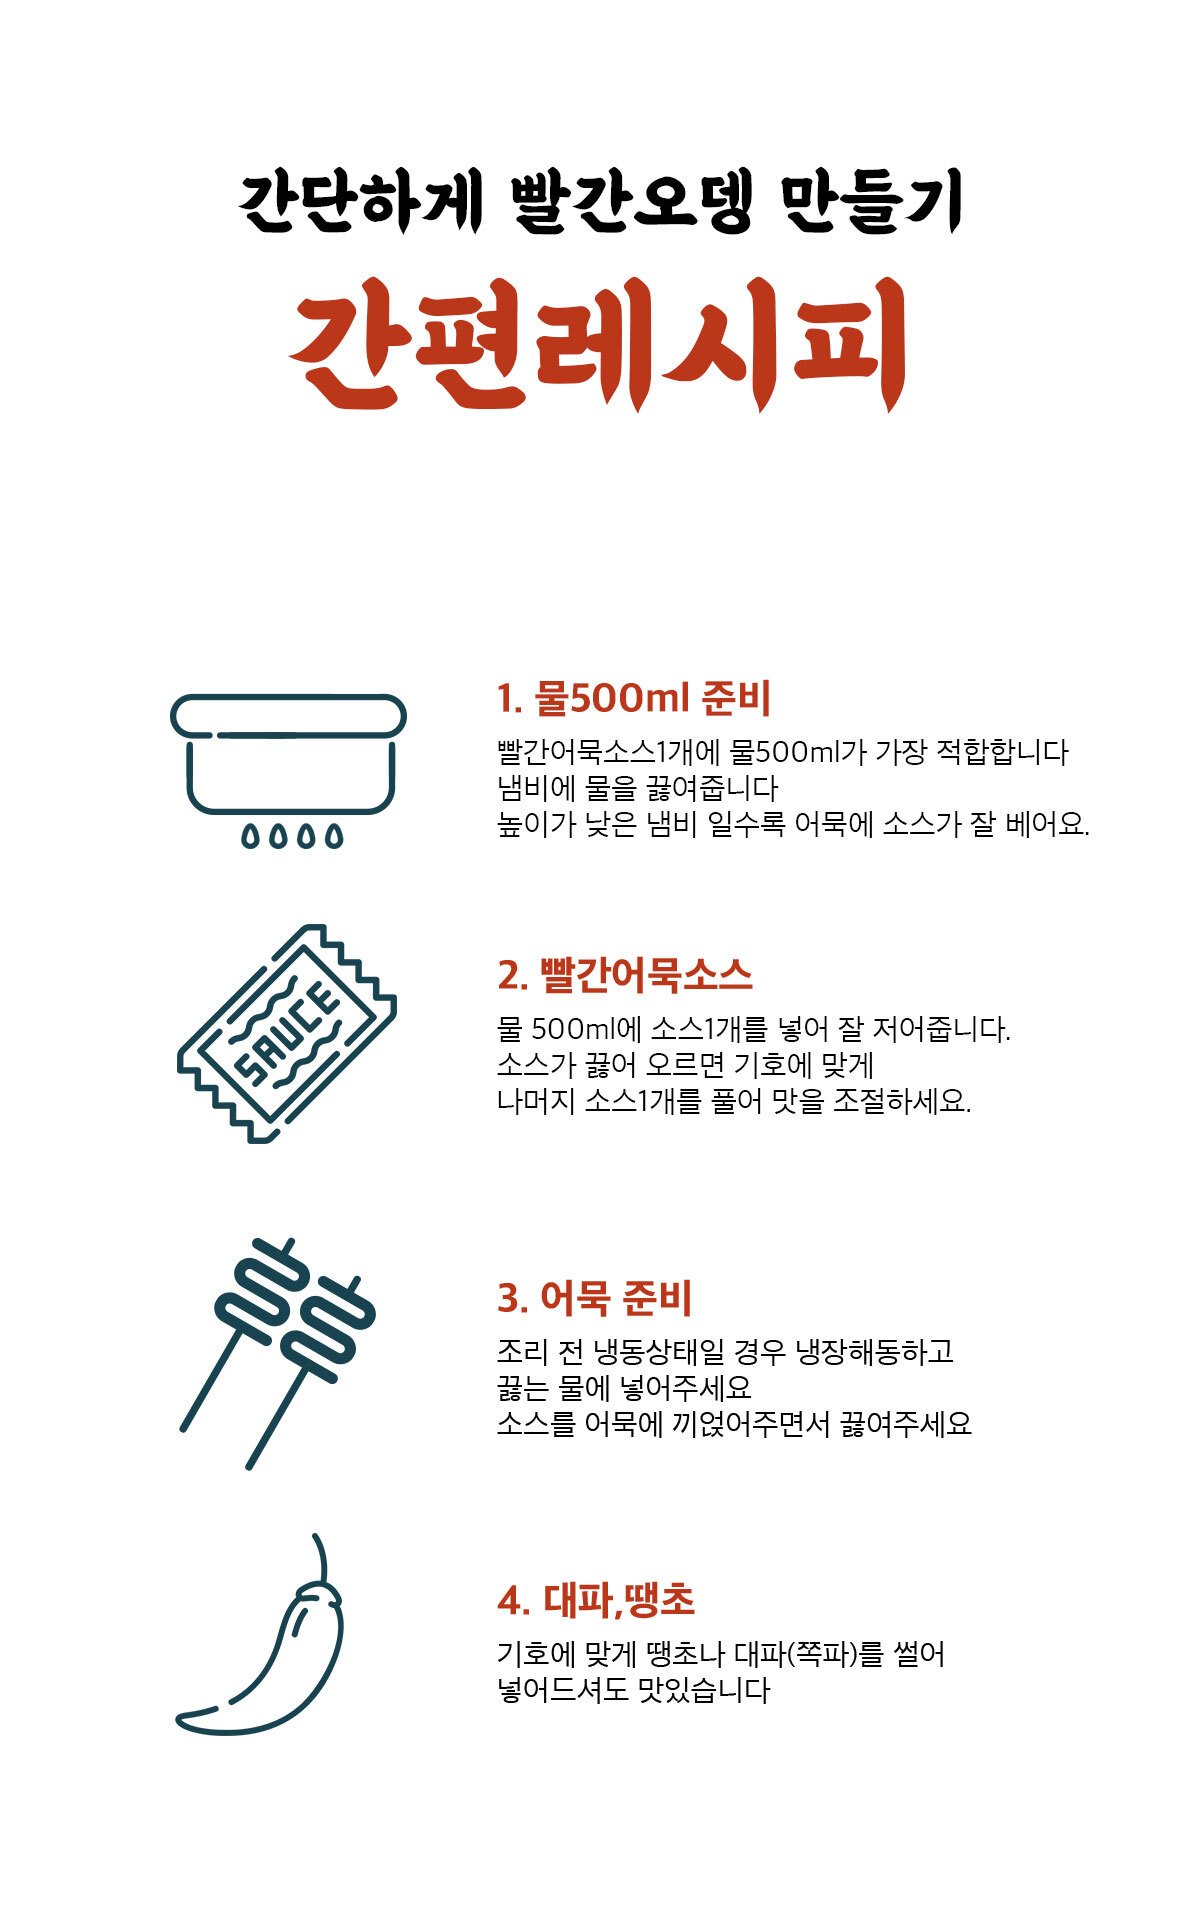 간단하게 빨간오뎅 만들기
간편레시피
1. 물500ml 준비
빨간어묵소스1개에 물500ml가 가장 적합합니다
냄비에 물을 끓여줍니다
높이가 낮은 냄비 일수록 어묵에 소스가 잘 베어요.
SAUCE
2. 빨간어묵소스
물 500ml에 소스1개를 넣어 잘 저어줍니다.
소스가 끓어 오르면 기호에 맞게
나머지 소스1개를 풀어 맛을 조절하세요.
3. 어묵 준비
조리 전 냉동상태일 경우 냉장해동하고
끓는 물에 넣어주세요
소스를 어묵에 끼얹어주면서 끓여주세요
4. 대파,땡초
기호에 맞게 땡초나 대파(쪽파)를 썰어
넣어드셔도 맛있습니다